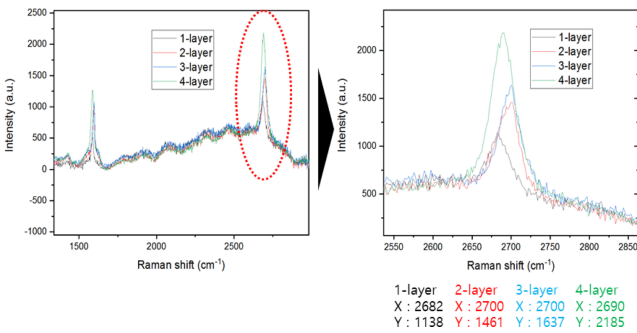 2500
2000
1500
1000
500
0
-500
-1000
1500
2000
2500
Intensity (a.u.)
Raman shift (cm⁻¹)
1-layer
2-layer
3-layer
4-layer
2000
1500
1000
500
2550
2600
2650
2700
2750
2800
2850
Intensity (a.u.)
Raman shift (cm⁻¹)
1-layer
2-layer
3-layer
4-layer
1-layer 2-layer 3-layer 4-layer
X : 2682 X : 2700 X : 2700 X : 2690
Y : 1138 Y : 1461 Y : 1637 Y : 2185